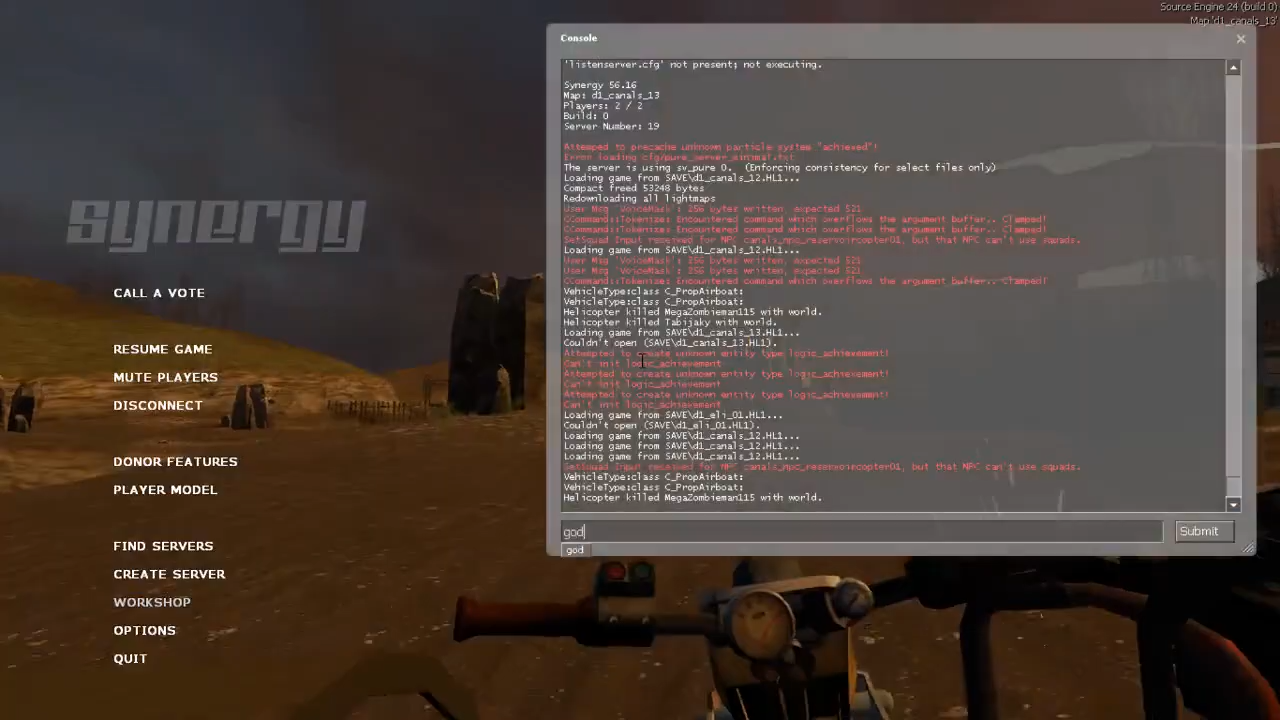 Source Engine 24 (build 0)
Map 'd1_canals_13'
Console
'listenserver.cfg' not present; not executing.
Synergy 56.16
Map: d1_canals_13
Players: 2 / 2
Build: 0
Server Number: 19
Attemped to precache unknown particle system "achieved"!
Error loading cfg/pure_server_minimal.txt
The server is using sv_pure 0.  (Enforcing consistency for select files only)
Loading game from SAVE\d1_canals_12.HL1...
Compact freed 53248 bytes
Redownloading all lightmaps
User Msg 'VoiceMask': 256 bytes written, expected 521
CCommand::Tokenize: Encountered command which overflows the argument buffer.. Clamped!
CCommand::Tokenize: Encountered command which overflows the argument buffer.. Clamped!
SetSquad Input received for NPC canals_npc_reservoircopter01, but that NPC can't use squads.
Loading game from SAVE\d1_canals_12.HL1...
User Msg 'VoiceMask': 256 bytes written, expected 521
User Msg 'VoiceMask': 256 bytes written, expected 521
CCommand::Tokenize: Encountered command which overflows the argument buffer.. Clamped!
VehicleType:class C_PropAirboat:
VehicleType:class C_PropAirboat:
Helicopter killed MegaZombieman115 with world.
Helicopter killed Tabijaky with world.
Loading game from SAVE\d1_canals_13.HL1...
Couldn't open (SAVE\d1_canals_13.HL1).
Attempted to create unknown entity type logic_achievement!
Can't init logic_achievement
Attempted to create unknown entity type logic_achievement!
Can't init logic_achievement
Attempted to create unknown entity type logic_achievement!
Can't init logic_achievement
Loading game from SAVE\d1_eli_01.HL1...
Couldn't open (SAVE\d1_eli_01.HL1).
Loading game from SAVE\d1_canals_12.HL1...
Loading game from SAVE\d1_canals_12.HL1...
Loading game from SAVE\d1_canals_12.HL1...
SetSquad Input received for NPC canals_npc_reservoircopter01, but that NPC can't use squads.
VehicleType:class C_PropAirboat:
VehicleType:class C_PropAirboat:
Helicopter killed MegaZombieman115 with world.
god
Submit
god
synergy
CALL A VOTE
RESUME GAME
MUTE PLAYERS
DISCONNECT
DONOR FEATURES
PLAYER MODEL
FIND SERVERS
CREATE SERVER
WORKSHOP
OPTIONS
QUIT